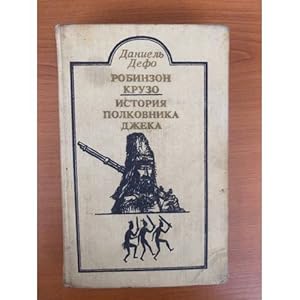 Даниель
Дефо
РОБИНЗОН
КРУЗО
ИСТОРИЯ
ПОЛКОВНИКА
ДЖЕКА